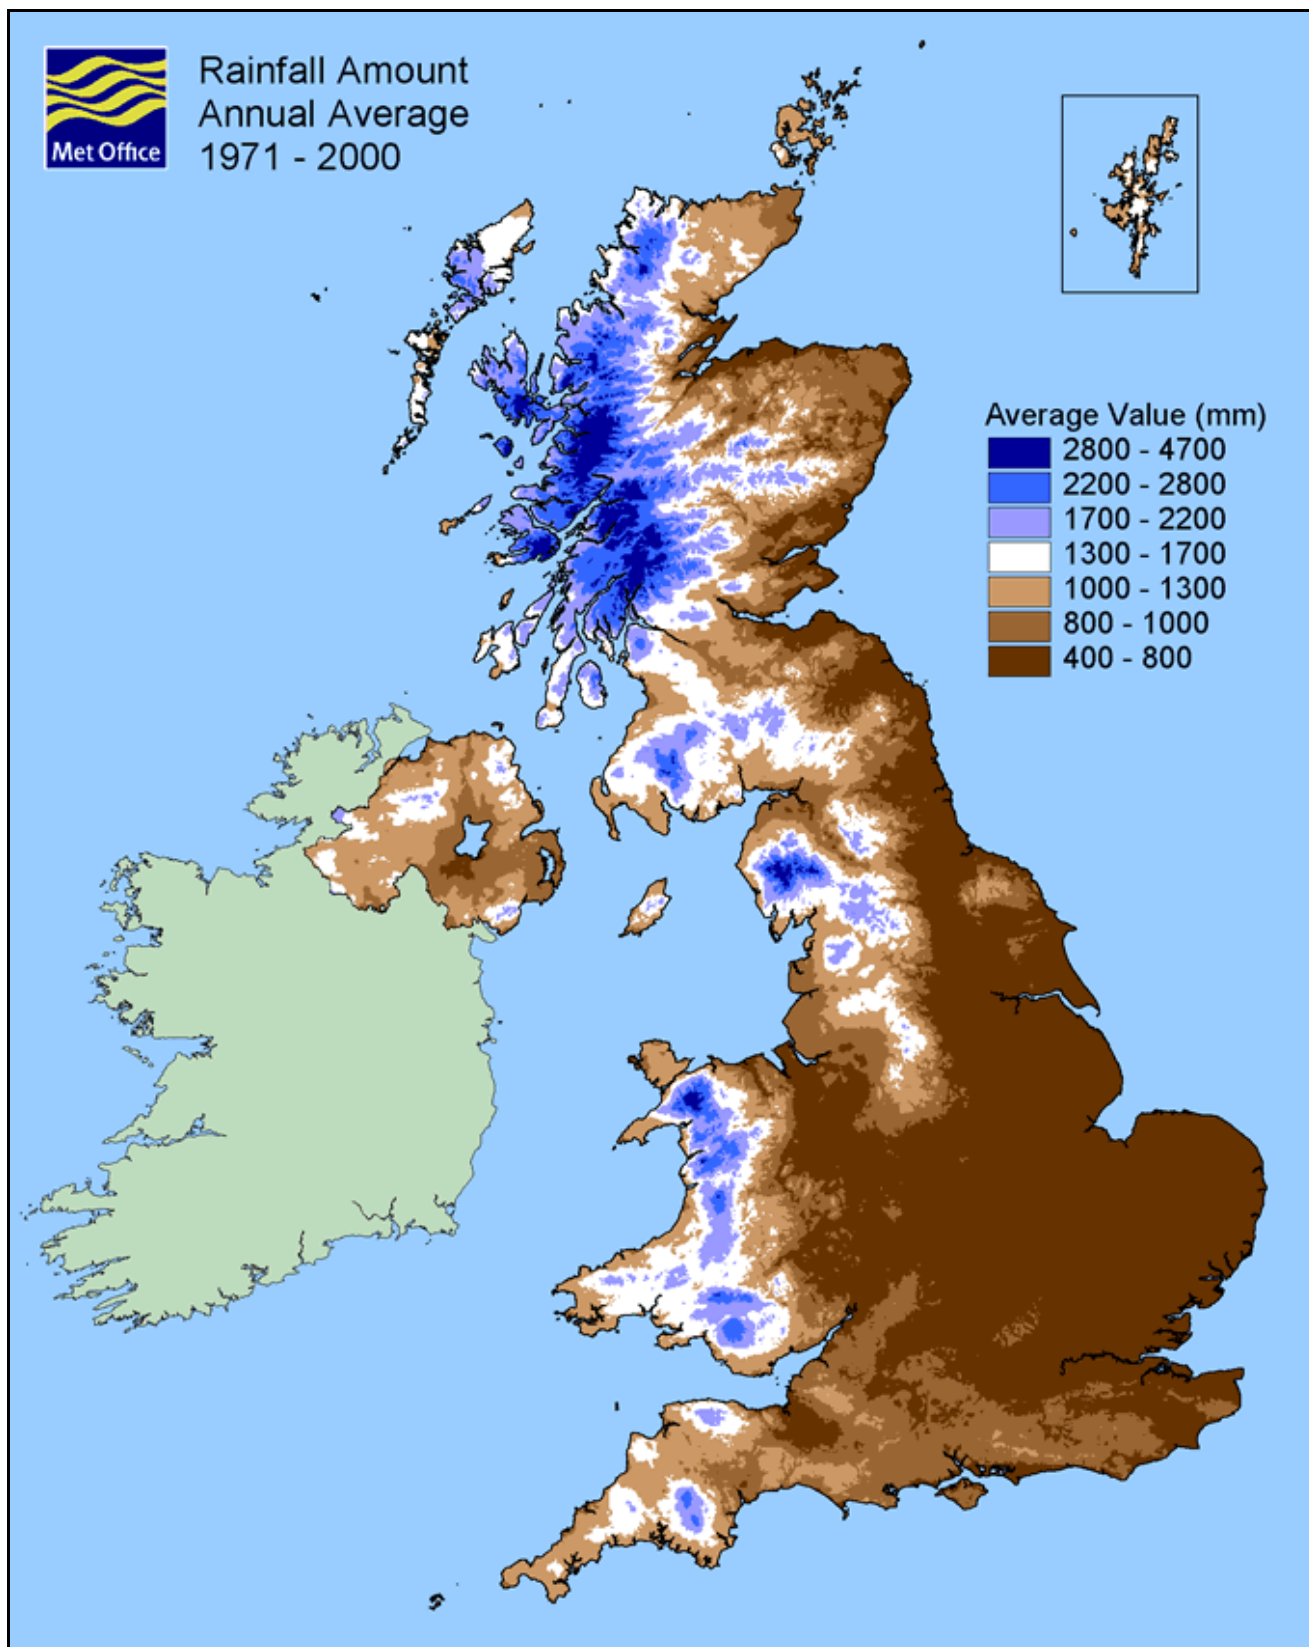 Met Office
Rainfall Amount
Annual Average
1971 - 2000
Average Value (mm)
2800 - 4700
2200 - 2800
1700 - 2200
1300 - 1700
1000 - 1300
800 - 1000
400 - 800